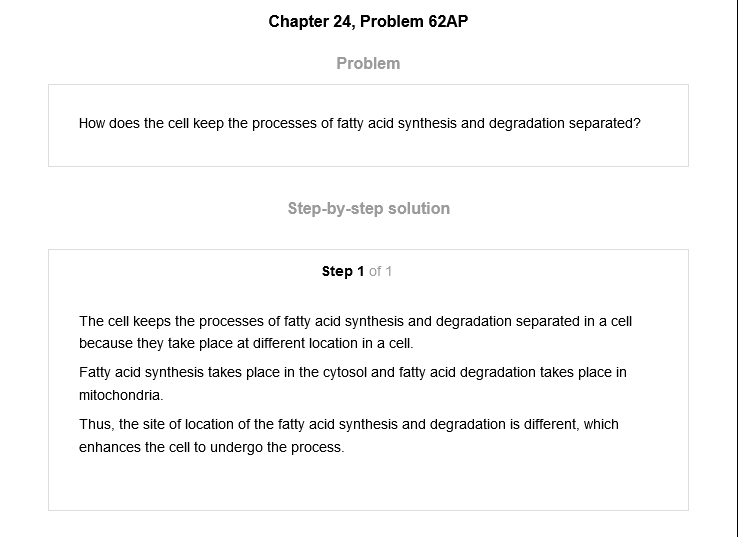 Chapter 24, Problem 62AP
Problem
How does the cell keep the processes of fatty acid synthesis and degradation separated?
Step-by-step solution
Step 1 of 1
The cell keeps the processes of fatty acid synthesis and degradation separated in a cell
because they take place at different location in a cell.
Fatty acid synthesis takes place in the cytosol and fatty acid degradation takes place in
mitochondria.
Thus, the site of location of the fatty acid synthesis and degradation is different, which
enhances the cell to undergo the process.